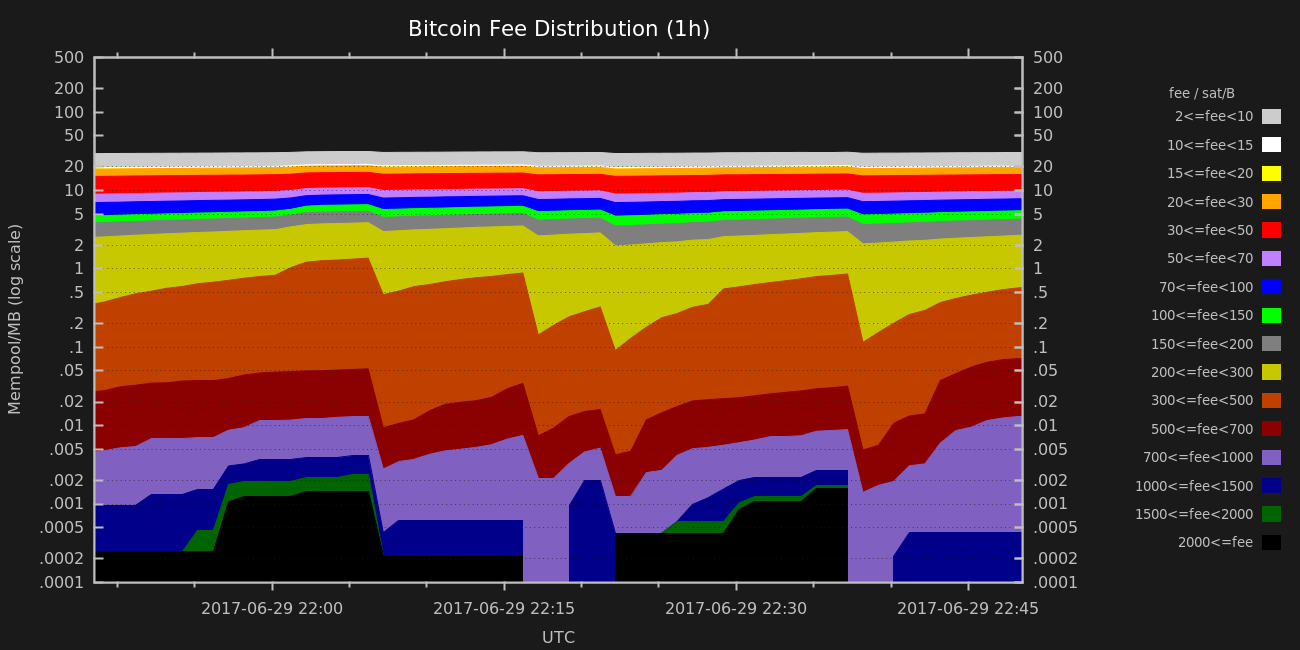 Bitcoin Fee Distribution (1h)
500
200
100
50
20
10
5
2
1
.5
.2
.1
.05
.02
.01
.005
.002
.001
.0005
.0002
.0001
Mempool/MB (log scale)
500
200
100
50
20
10
5
2
1
.5
.2
.1
.05
.02
.01
.005
.002
.001
.0005
.0002
.0001
2017-06-29 22:00
2017-06-29 22:15
2017-06-29 22:30
2017-06-29 22:45
UTC
fee / sat/B
2<=fee<10
10<=fee<15
15<=fee<20
20<=fee<30
30<=fee<50
50<=fee<70
70<=fee<100
100<=fee<150
150<=fee<200
200<=fee<300
300<=fee<500
500<=fee<700
700<=fee<1000
1000<=fee<1500
1500<=fee<2000
2000<=fee